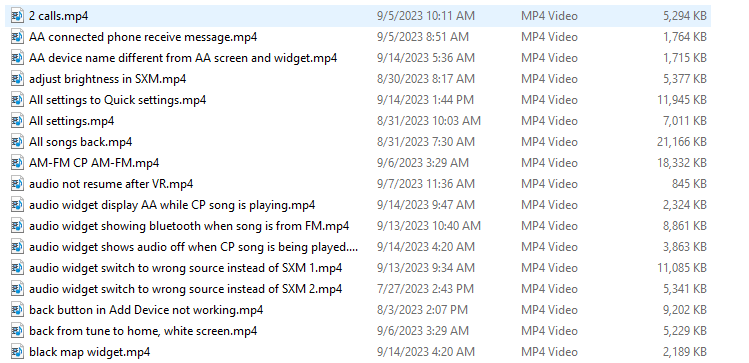 2 calls.mp4 9/5/2023 10:11 AM MP4 Video 5,294 KB
AA connected phone receive message.mp4 9/5/2023 8:51 AM MP4 Video 1,764 KB
AA device name different from AA screen and widget.mp4 9/14/2023 5:36 AM MP4 Video 1,715 KB
adjust brightness in SXM.mp4 8/30/2023 8:17 AM MP4 Video 5,377 KB
All settings to Quick settings.mp4 9/14/2023 1:44 PM MP4 Video 11,945 KB
All settings.mp4 8/31/2023 10:03 AM MP4 Video 7,011 KB
All songs back.mp4 8/31/2023 7:30 AM MP4 Video 21,166 KB
AM-FM CP AM-FM.mp4 9/6/2023 3:29 AM MP4 Video 18,332 KB
audio not resume after VR.mp4 9/7/2023 11:36 AM MP4 Video 845 KB
audio widget display AA while CP song is playing.mp4 9/14/2023 9:47 AM MP4 Video 2,324 KB
audio widget showing bluetooth when song is from FM.mp4 9/13/2023 10:40 AM MP4 Video 8,861 KB
audio widget shows audio off when CP song is being played.... 9/14/2023 4:20 AM MP4 Video 3,863 KB
audio widget switch to wrong source instead of SXM 1.mp4 9/13/2023 9:34 AM MP4 Video 11,085 KB
audio widget switch to wrong source instead of SXM 2.mp4 7/27/2023 2:43 PM MP4 Video 5,341 KB
back button in Add Device not working.mp4 8/3/2023 2:07 PM MP4 Video 9,202 KB
back from tune to home, white screen.mp4 9/6/2023 3:29 AM MP4 Video 5,229 KB
black map widget.mp4 9/14/2023 4:20 AM MP4 Video 2,189 KB